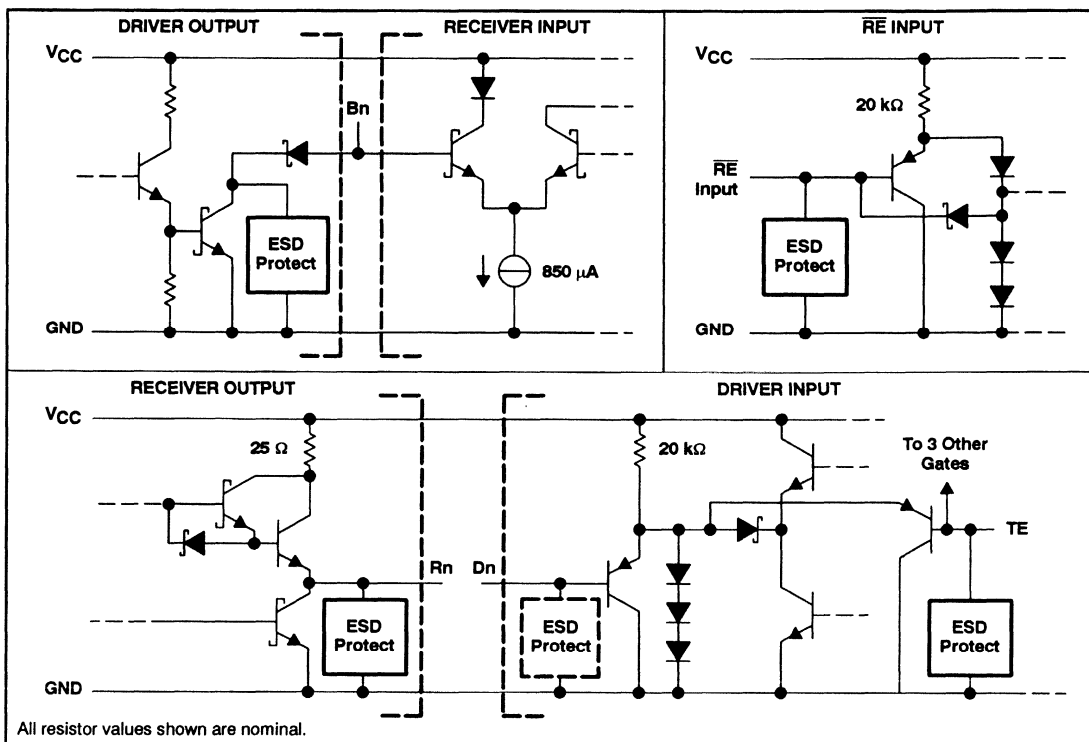 DRIVER OUTPUT
RECEIVER INPUT
VCC
Bn
ESD
Protect
850 μA
GND
RE INPUT
VCC
20 kΩ
RE
Input
ESD
Protect
GND
RECEIVER OUTPUT
DRIVER INPUT
VCC
25 Ω
20 kΩ
To 3 Other
Gates
TE
Rn
Dn
ESD
Protect
ESD
Protect
ESD
Protect
GND
All resistor values shown are nominal.